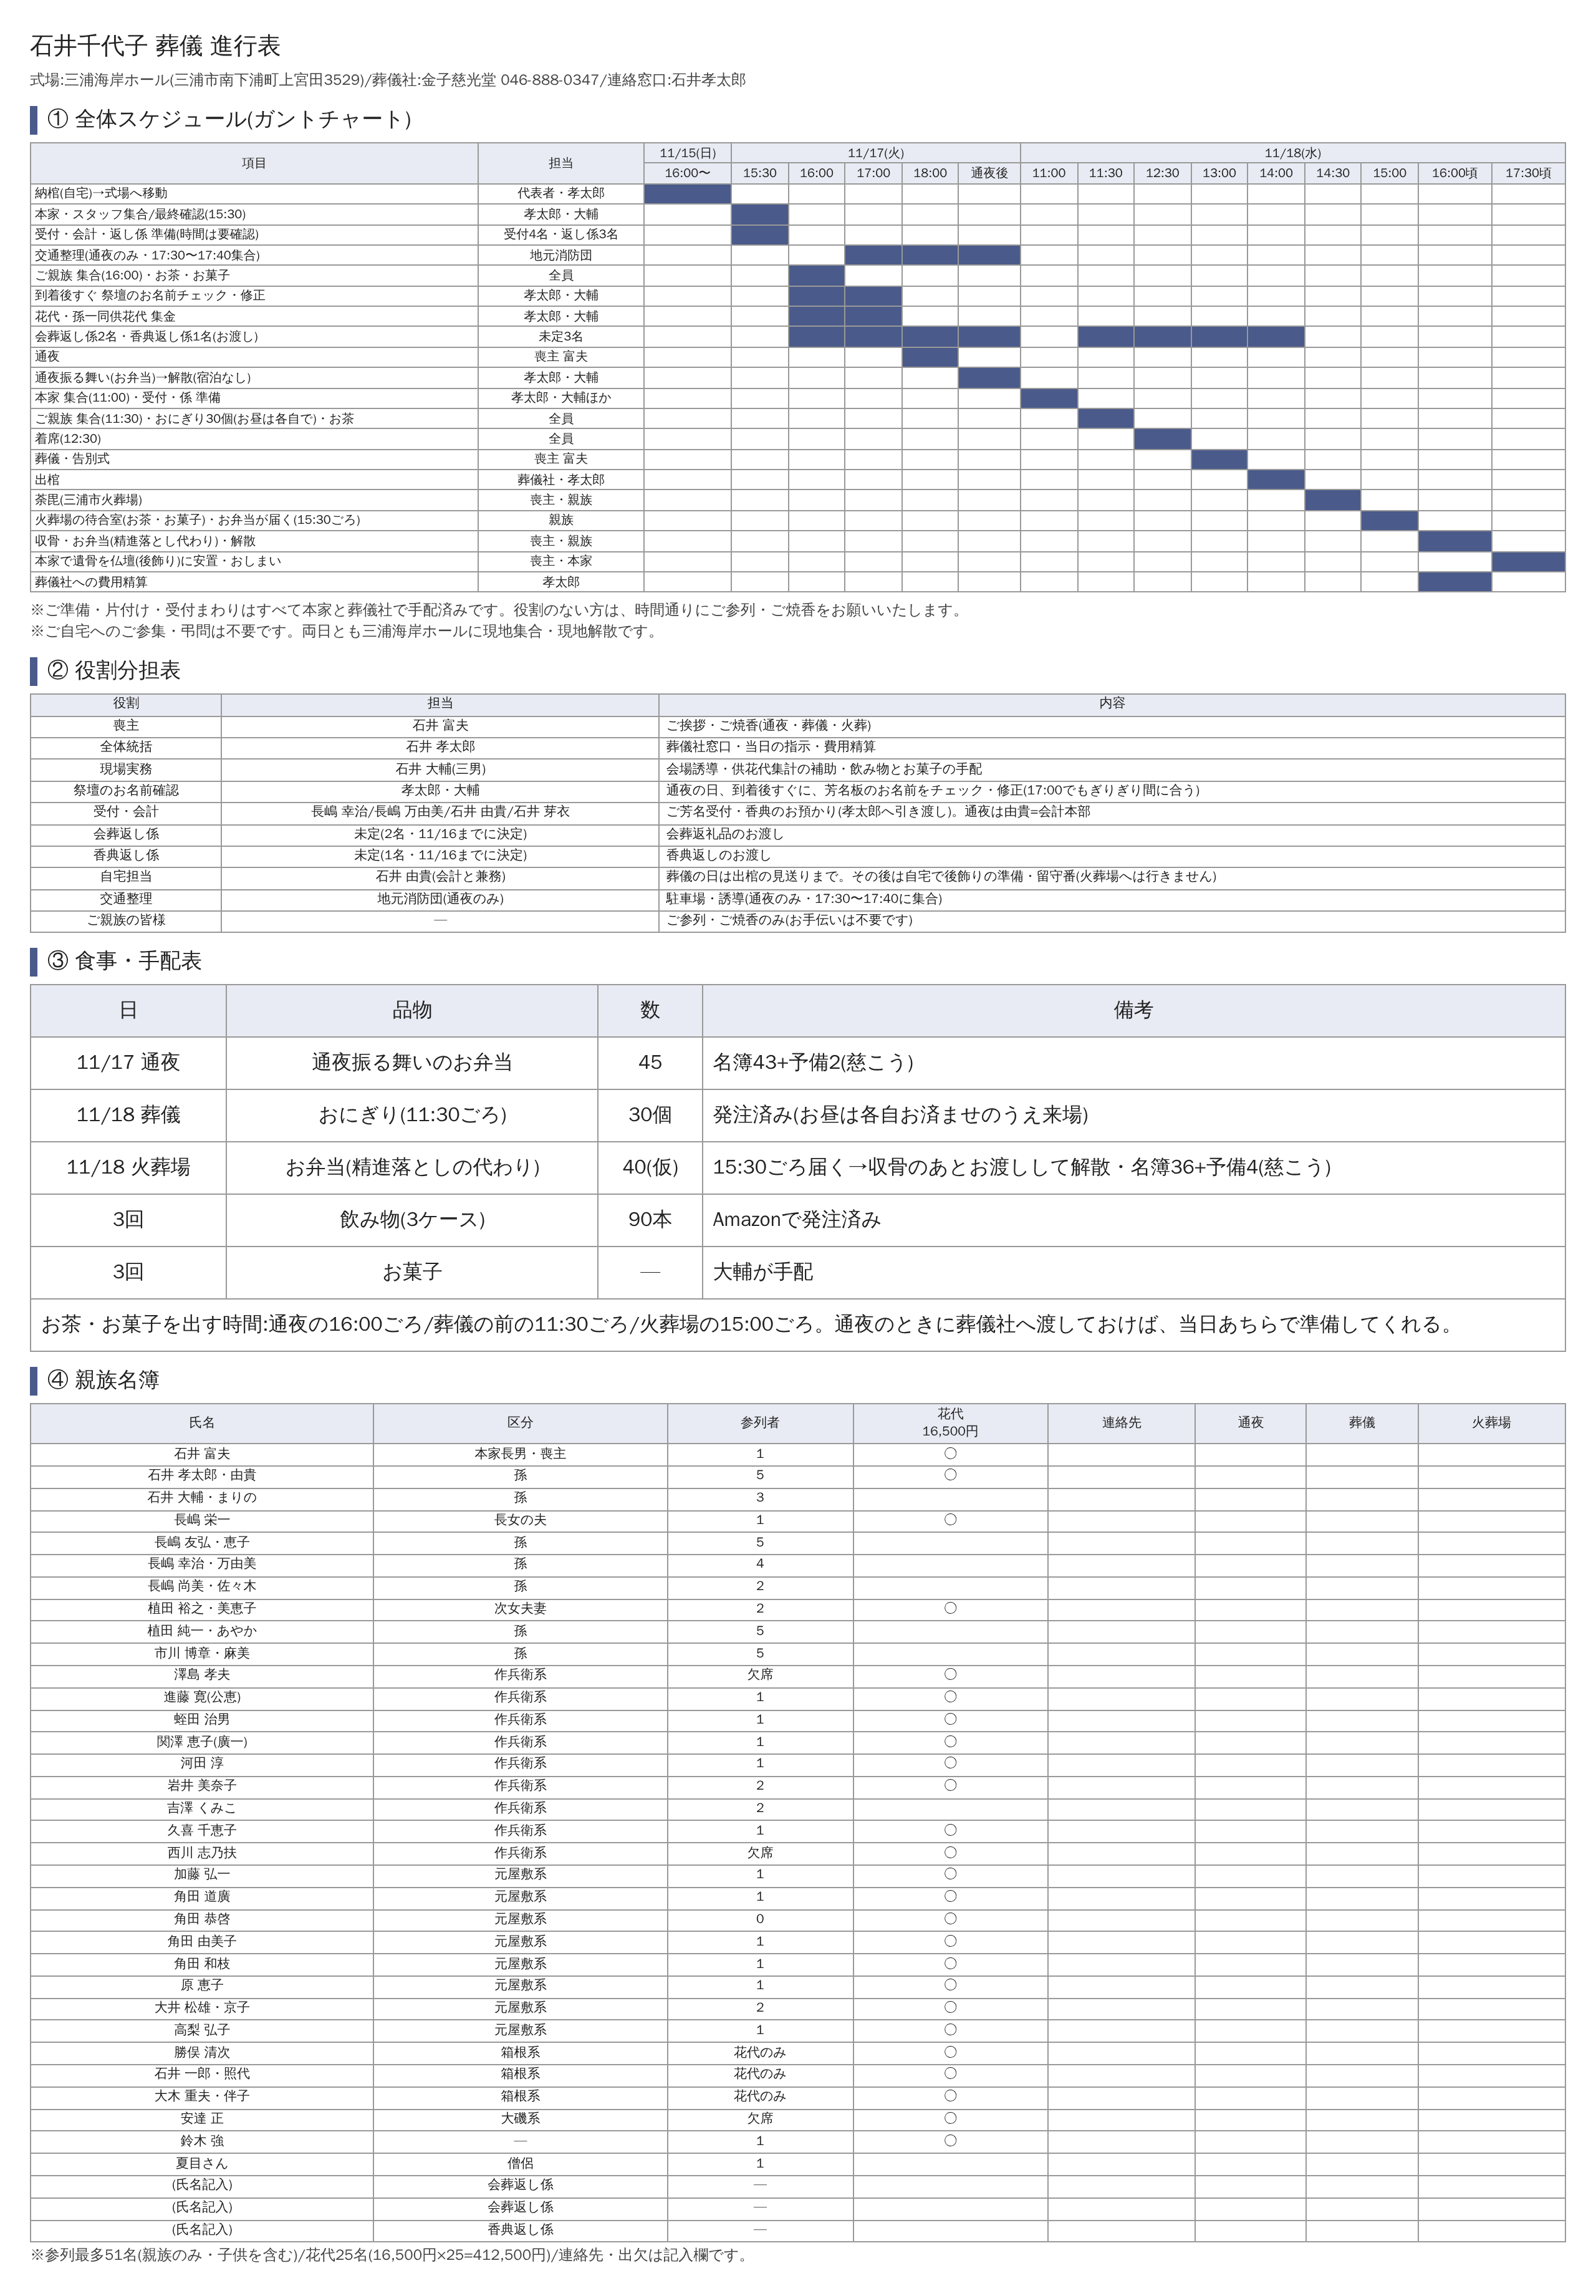 石井千代子 葬儀 進行表
式場:三浦海岸ホール(三浦市南下浦町上宮田3529)/葬儀社:金子慈光堂 046-888-0347/連絡窓口:石井孝太郎
① 全体スケジュール(ガントチャート)
項目 担当 11/15(日) 11/17(火) 11/18(水)
16:00〜 15:30 16:00 17:00 18:00 通夜後 11:00 11:30 12:30 13:00 14:00 14:30 15:00 16:00頃 17:30頃
納棺(自宅)→式場へ移動 代表者・孝太郎
本家・スタッフ集合/最終確認(15:30) 孝太郎・大輔
受付・会計・返し係 準備(時間は要確認) 受付4名・返し係3名
交通整理(通夜のみ・17:30〜17:40集合) 地元消防団
ご親族 集合(16:00)・お茶・お菓子 全員
到着後すぐ 祭壇のお名前チェック・修正 孝太郎・大輔
花代・孫一同供花代 集金 孝太郎・大輔
会葬返し係2名・香典返し係1名(お渡し) 未定3名
通夜 喪主 富夫
通夜振る舞い(お弁当)→解散(宿泊なし) 孝太郎・大輔
本家 集合(11:00)・受付・係 準備 孝太郎・大輔ほか
ご親族 集合(11:30)・おにぎり30個(お昼は各自で)・お茶 全員
着席(12:30) 全員
葬儀・告別式 喪主 富夫
出棺 葬儀社・孝太郎
荼毘(三浦市火葬場) 喪主・親族
火葬場の待合室(お茶・お菓子)・お弁当が届く(15:30ごろ) 親族
収骨・お弁当(精進落とし代わり)・解散 喪主・親族
本家で遺骨を仏壇(後飾り)に安置・おしまい 喪主・本家
葬儀社への費用精算 孝太郎
※ご準備・片付け・受付まわりはすべて本家と葬儀社で手配済みです。役割のない方は、時間通りにご参列・ご焼香をお願いいたします。
※ご自宅へのご参集・弔問は不要です。両日とも三浦海岸ホールに現地集合・現地解散です。
② 役割分担表
役割 担当 内容
喪主 石井 富夫 ご挨拶・ご焼香(通夜・葬儀・火葬)
全体統括 石井 孝太郎 葬儀社窓口・当日の指示・費用精算
現場実務 石井 大輔(三男) 会場誘導・供花代集計の補助・飲み物とお菓子の手配
祭壇のお名前確認 孝太郎・大輔 通夜の日、到着後すぐに、芳名板のお名前をチェック・修正(17:00でもぎりぎり間に合う)
受付・会計 長嶋 幸治/長嶋 万由美/石井 由貴/石井 芽衣 ご芳名受付・香典のお預かり(孝太郎へ引き渡し)。通夜は由貴=会計本部
会葬返し係 未定(2名・11/16までに決定) 会葬返礼品のお渡し
香典返し係 未定(1名・11/16までに決定) 香典返しのお渡し
自宅担当 石井 由貴(会計と兼務) 葬儀の日は出棺の見送りまで。その後は自宅で後飾りの準備・留守番(火葬場へは行きません)
交通整理 地元消防団(通夜のみ) 駐車場・誘導(通夜のみ・17:30〜17:40に集合)
ご親族の皆様 — ご参列・ご焼香のみ(お手伝いは不要です)
③ 食事・手配表
日 品物 数 備考
11/17 通夜 通夜振る舞いのお弁当 45 名簿43+予備2(慈こう)
11/18 葬儀 おにぎり(11:30ごろ) 30個 発注済み(お昼は各自お済ませのうえ来場)
11/18 火葬場 お弁当(精進落としの代わり) 40(仮) 15:30ごろ届く→収骨のあとお渡しして解散・名簿36+予備4(慈こう)
3回 飲み物(3ケース) 90本 Amazonで発注済み
3回 お菓子 — 大輔が手配
お茶・お菓子を出す時間:通夜の16:00ごろ/葬儀の前の11:30ごろ/火葬場の15:00ごろ。通夜のときに葬儀社へ渡しておけば、当日あちらで準備してくれる。
④ 親族名簿
氏名 区分 参列者 花代 16,500円 連絡先 通夜 葬儀 火葬場
石井 富夫 本家長男・喪主 1 〇
石井 孝太郎・由貴 孫 5 〇
石井 大輔・まりの 孫 3
長嶋 栄一 長女の夫 1 〇
長嶋 友弘・恵子 孫 5
長嶋 幸治・万由美 孫 4
長嶋 尚美・佐々木 孫 2
植田 裕之・美恵子 次女夫妻 2 〇
植田 純一・あやか 孫 5
市川 博章・麻美 孫 5
澤島 孝夫 作兵衛系 欠席 〇
進藤 寛(公恵) 作兵衛系 1 〇
蛭田 治男 作兵衛系 1 〇
関澤 恵子(廣一) 作兵衛系 1 〇
河田 淳 作兵衛系 1 〇
岩井 美奈子 作兵衛系 2 〇
吉澤 くみこ 作兵衛系 2
久喜 千恵子 作兵衛系 1 〇
西川 志乃扶 作兵衛系 欠席 〇
加藤 弘一 元屋敷系 1 〇
角田 道廣 元屋敷系 1 〇
角田 恭啓 元屋敷系 0 〇
角田 由美子 元屋敷系 1 〇
角田 和枝 元屋敷系 1 〇
原 恵子 元屋敷系 1 〇
大井 松雄・京子 元屋敷系 2 〇
高梨 弘子 元屋敷系 1 〇
勝俣 清次 箱根系 花代のみ 〇
石井 一郎・照代 箱根系 花代のみ 〇
大木 重夫・伴子 箱根系 花代のみ 〇
安達 正 大磯系 欠席 〇
鈴木 強 — 1 〇
夏目さん 僧侶 1
(氏名記入) 会葬返し係 —
(氏名記入) 会葬返し係 —
(氏名記入) 香典返し係 —
※参列最多51名(親族のみ・子供を含む)/花代25名(16,500円×25=412,500円)/連絡先・出欠は記入欄です。